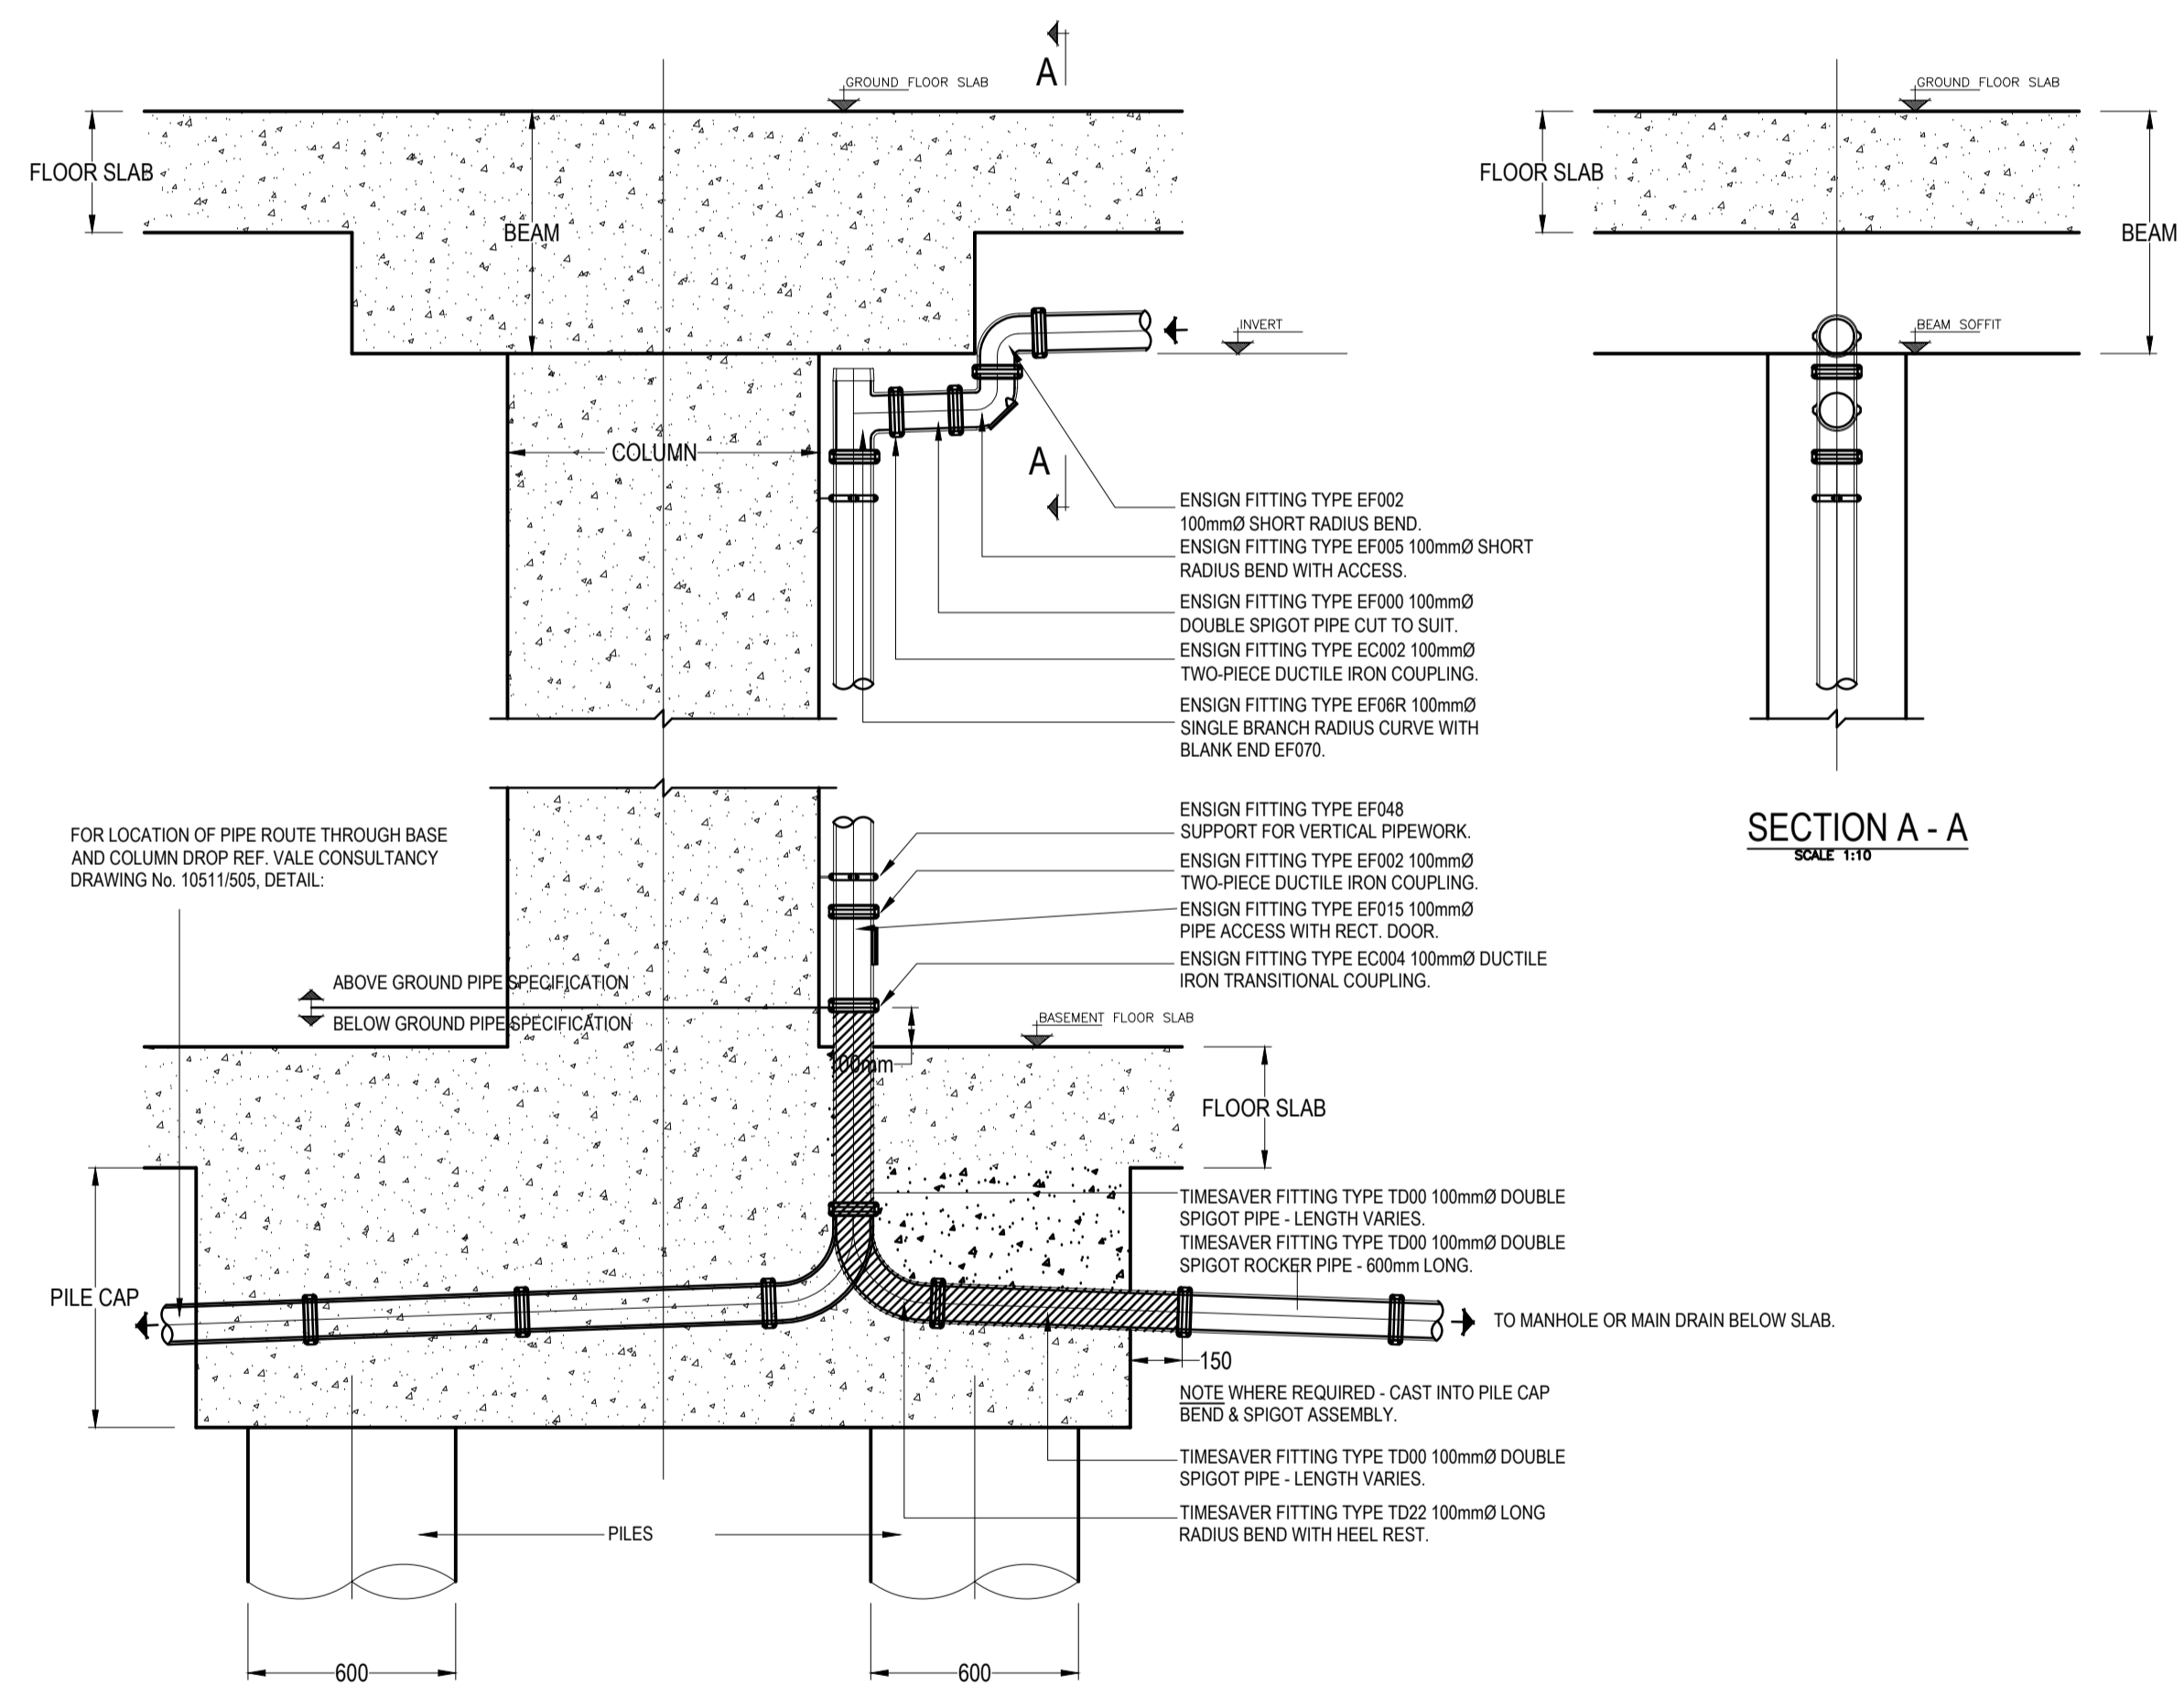 A
GROUND FLOOR SLAB
GROUND FLOOR SLAB
FLOOR SLAB
FLOOR SLAB
BEAM
BEAM
INVERT
BEAM SOFFIT
COLUMN
A
ENSIGN FITTING TYPE EF002
100mmØ SHORT RADIUS BEND.
ENSIGN FITTING TYPE EF005 100mmØ SHORT
RADIUS BEND WITH ACCESS.
ENSIGN FITTING TYPE EF000 100mmØ
DOUBLE SPIGOT PIPE CUT TO SUIT.
ENSIGN FITTING TYPE EC002 100mmØ
TWO-PIECE DUCTILE IRON COUPLING.
ENSIGN FITTING TYPE EF06R 100mmØ
SINGLE BRANCH RADIUS CURVE WITH
BLANK END EF070.
SECTION A - A
SCALE 1:10
FOR LOCATION OF PIPE ROUTE THROUGH BASE
AND COLUMN DROP REF. VALE CONSULTANCY
DRAWING No. 10511/505, DETAIL:
ENSIGN FITTING TYPE EF048
SUPPORT FOR VERTICAL PIPEWORK.
ENSIGN FITTING TYPE EF002 100mmØ
TWO-PIECE DUCTILE IRON COUPLING.
ENSIGN FITTING TYPE EF015 100mmØ
PIPE ACCESS WITH RECT. DOOR.
ENSIGN FITTING TYPE EC004 100mmØ DUCTILE
IRON TRANSITIONAL COUPLING.
ABOVE GROUND PIPE SPECIFICATION
BELOW GROUND PIPE SPECIFICATION
BASEMENT FLOOR SLAB
100mm
FLOOR SLAB
TIMESAVER FITTING TYPE TD00 100mmØ DOUBLE
SPIGOT PIPE - LENGTH VARIES.
TIMESAVER FITTING TYPE TD00 100mmØ DOUBLE
SPIGOT ROCKER PIPE - 600mm LONG.
PILE CAP
TO MANHOLE OR MAIN DRAIN BELOW SLAB.
150
NOTE WHERE REQUIRED - CAST INTO PILE CAP
BEND & SPIGOT ASSEMBLY.
TIMESAVER FITTING TYPE TD00 100mmØ DOUBLE
SPIGOT PIPE - LENGTH VARIES.
TIMESAVER FITTING TYPE TD22 100mmØ LONG
RADIUS BEND WITH HEEL REST.
PILES
600
600